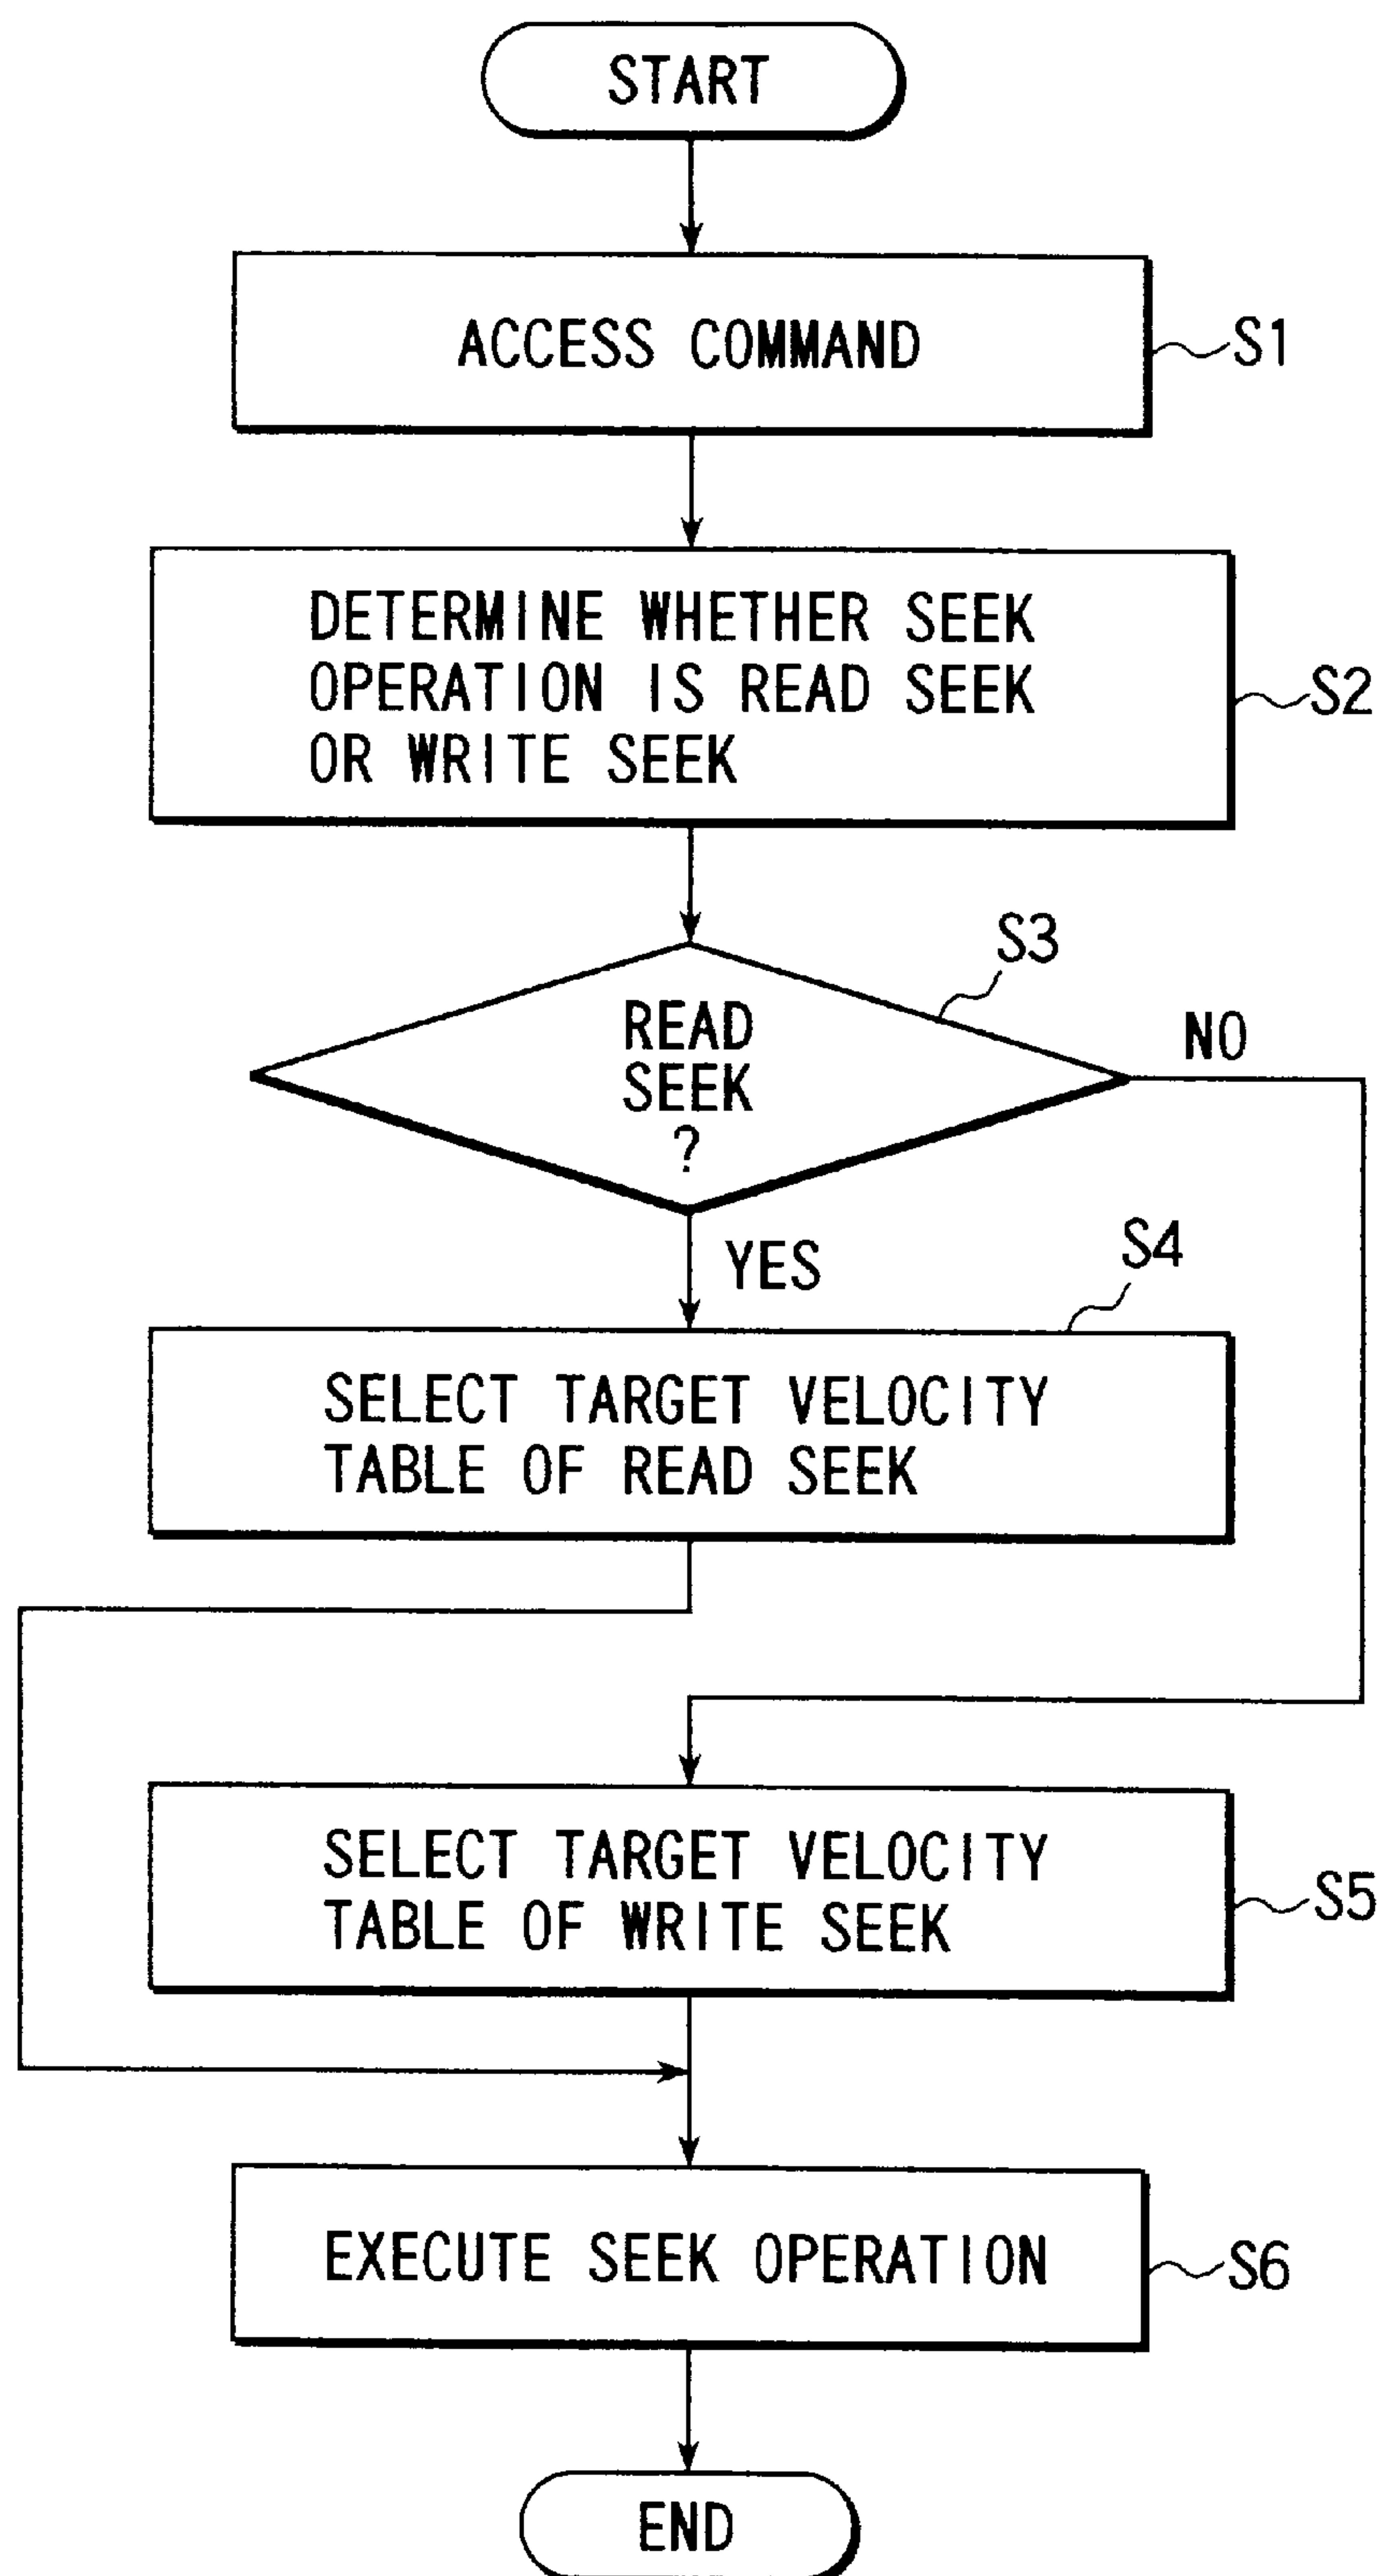 START
ACCESS COMMAND
S1
DETERMINE WHETHER SEEK
OPERATION IS READ SEEK
OR WRITE SEEK
S2
S3
READ
SEEK
?
NO
YES
S4
SELECT TARGET VELOCITY
TABLE OF READ SEEK
SELECT TARGET VELOCITY
TABLE OF WRITE SEEK
S5
EXECUTE SEEK OPERATION
S6
END